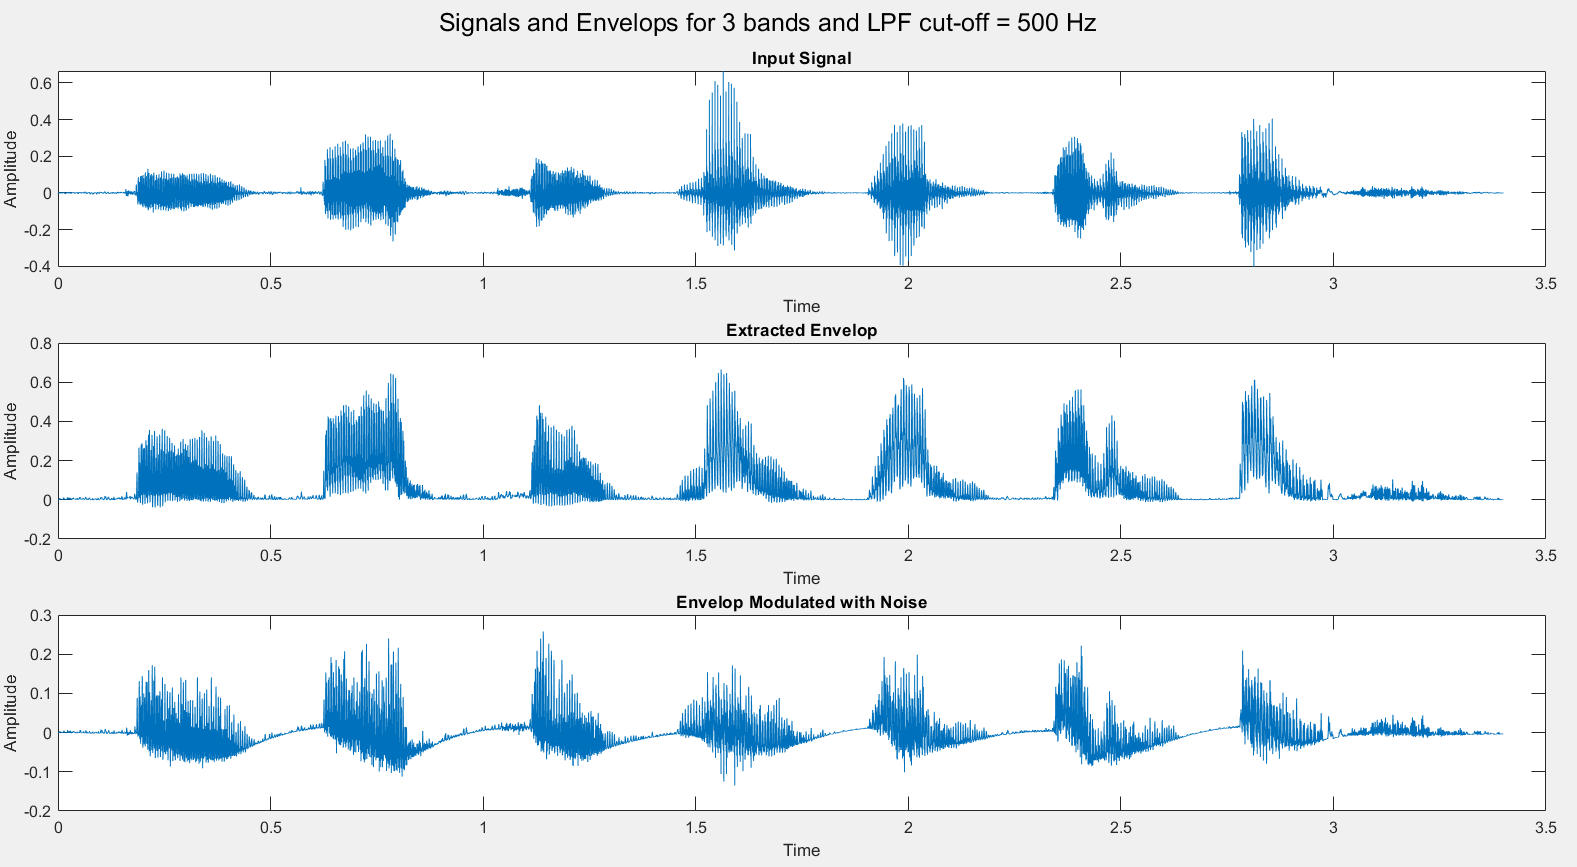 Signals and Envelops for 3 bands and LPF cut-off = 500 Hz
Input Signal
Amplitude
0.6
0.4
0.2
0
-0.2
-0.4
0 0.5 1 1.5 2 2.5 3 3.5
Time
Extracted Envelop
Amplitude
0.8
0.6
0.4
0.2
0
-0.2
0 0.5 1 1.5 2 2.5 3 3.5
Time
Envelop Modulated with Noise
Amplitude
0.3
0.2
0.1
0
-0.1
-0.2
0 0.5 1 1.5 2 2.5 3 3.5
Time